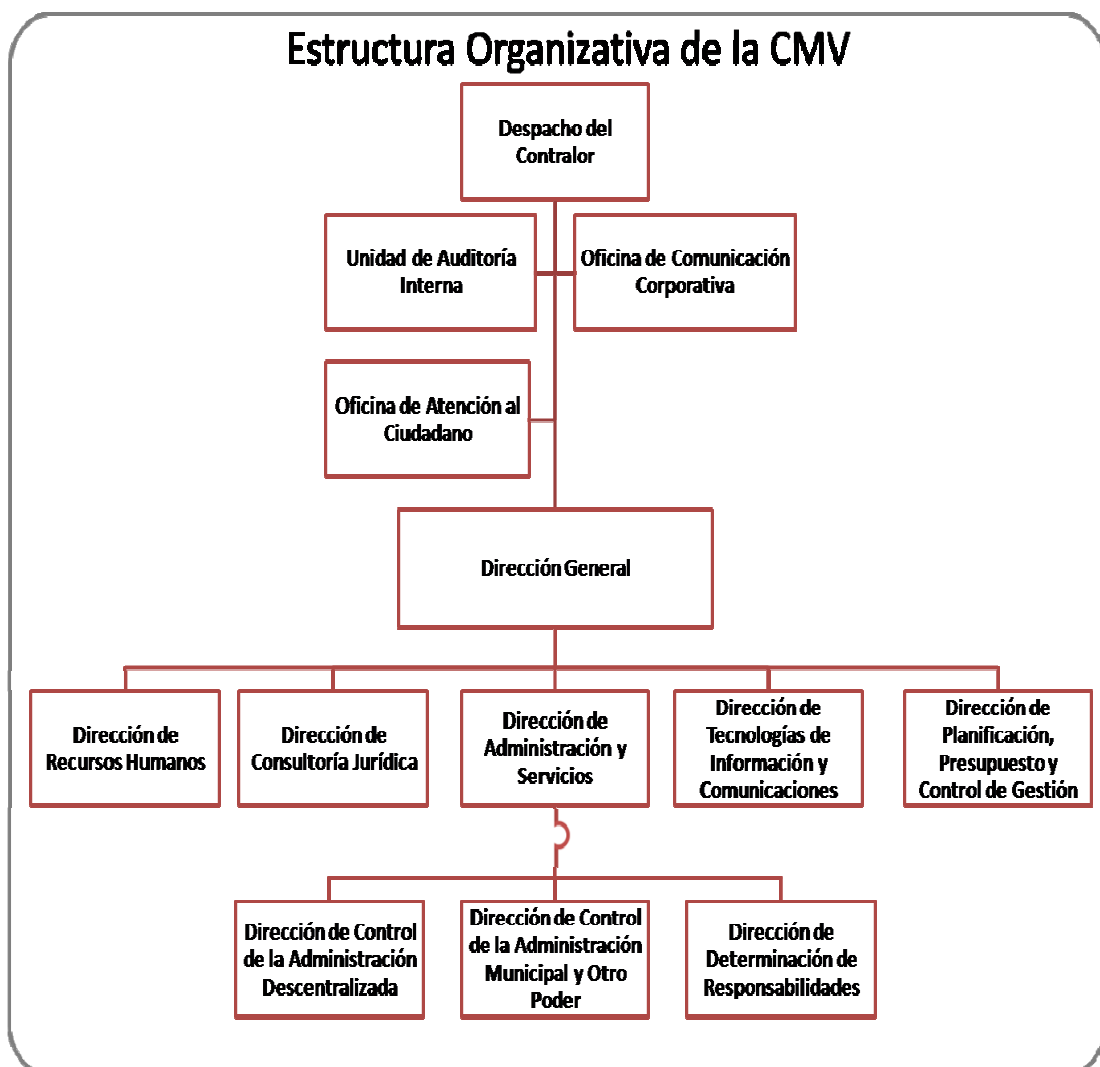 Estructura Organizativa de la CMV
Despacho del
Contralor
Unidad de Auditoría
Interna
Oficina de Comunicación
Corporativa
Oficina de Atención al
Ciudadano
Dirección General
Dirección de
Recursos Humanos
Dirección de
Consultoría Jurídica
Dirección de
Administración y
Servicios
Dirección de
Tecnologías de
Información y
Comunicaciones
Dirección de
Planificación,
Presupuesto y
Control de Gestión
Dirección de Control
de la Administración
Descentralizada
Dirección de Control
de la Administración
Municipal y Otro
Poder
Dirección de
Determinación de
Responsabilidades